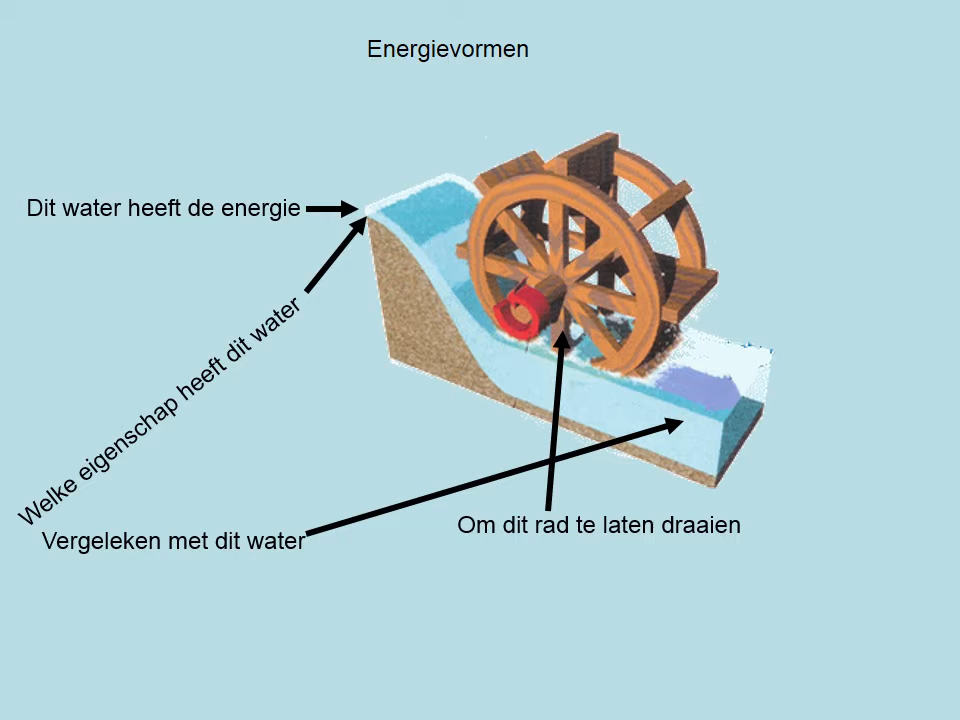 Energievormen
Dit water heeft de energie
Welke eigenschap heeft dit water
Vergeleken met dit water
Om dit rad te laten draaien